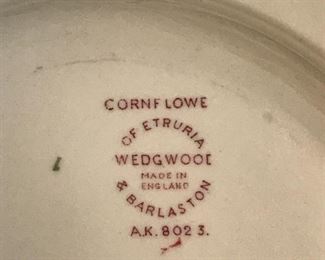 CORNFLOWE
OF ETRURIA
WEDGWOOD
MADE IN
ENGLAND
& BARLASTON
A.K. 8023.